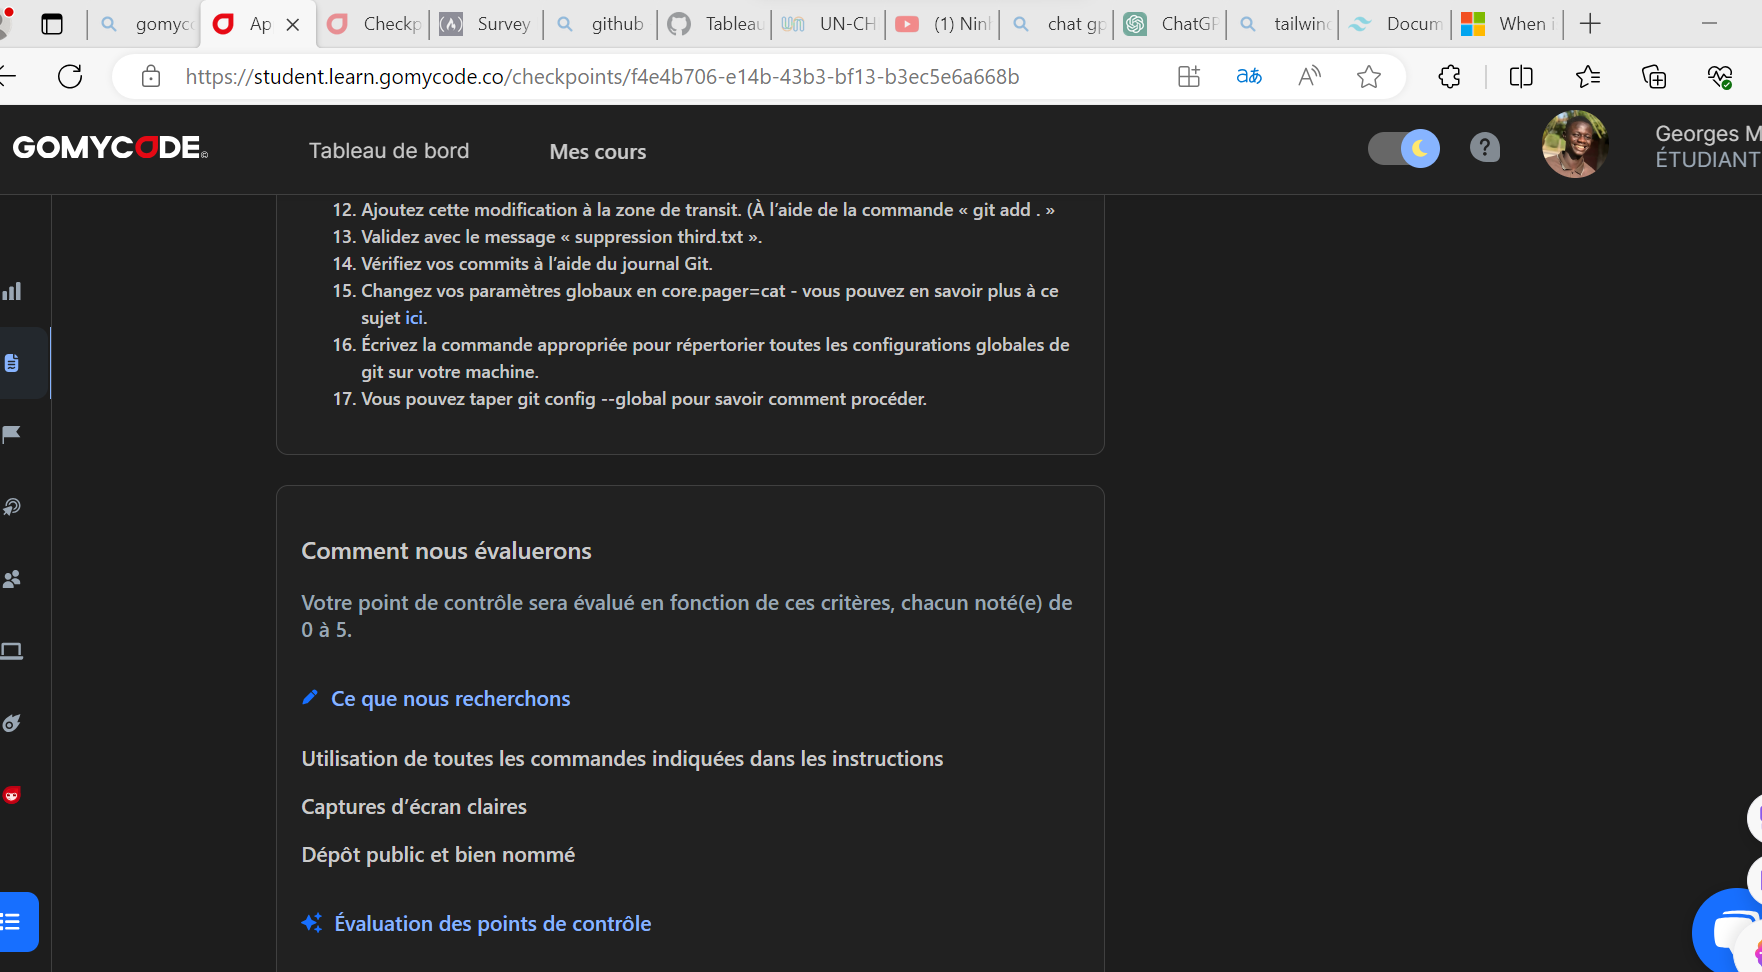 gomyc
Ap
Checkp
Survey
github
Tableau
UN-CH
(1) Ninl
chat gp
ChatGP
tailwind
Docum
When i
https://student.learn.gomycode.co/checkpoints/f4e4b706-e14b-43b3-bf13-b3ec5e6a668b
GOMYCODE
Tableau de bord
Mes cours
Georges M
ÉTUDIANT
12. Ajoutez cette modification à la zone de transit. (À l’aide de la commande « git add . »
13. Validez avec le message « suppression third.txt ».
14. Vérifiez vos commits à l’aide du journal Git.
15. Changez vos paramètres globaux en core.pager=cat - vous pouvez en savoir plus à ce
sujet ici.
16. Écrivez la commande appropriée pour répertorier toutes les configurations globales de
git sur votre machine.
17. Vous pouvez taper git config --global pour savoir comment procéder.
Comment nous évaluerons
Votre point de contrôle sera évalué en fonction de ces critères, chacun noté(e) de
0 à 5.
Ce que nous recherchons
Utilisation de toutes les commandes indiquées dans les instructions
Captures d’écran claires
Dépôt public et bien nommé
Évaluation des points de contrôle